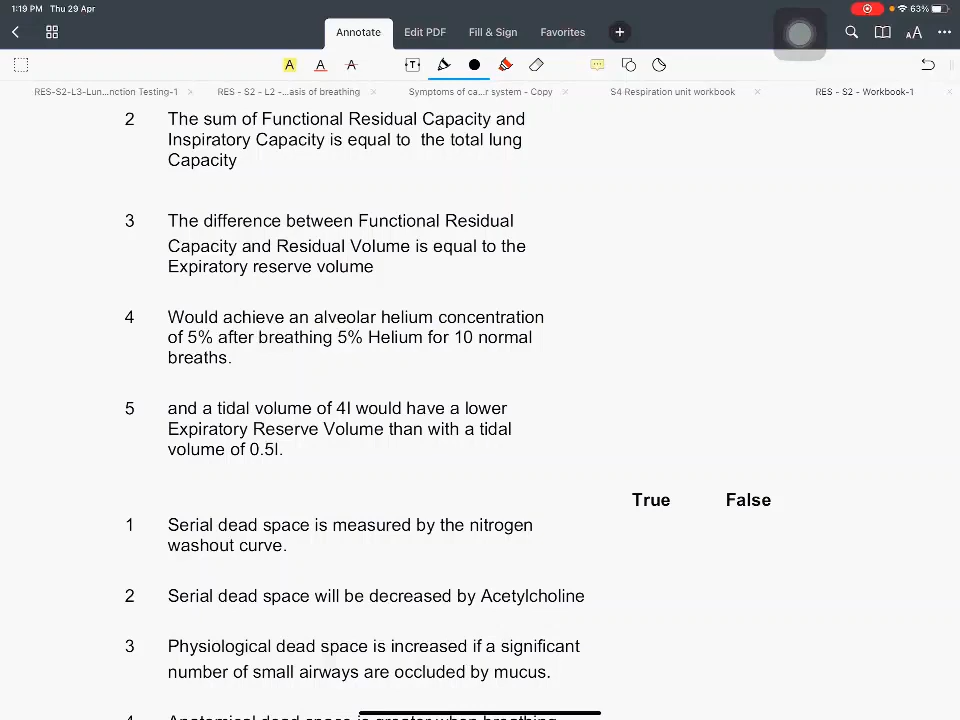 1:19 PM Thu 29 Apr
63%
Annotate Edit PDF Fill & Sign Favorites
A A A T AA
RES-S2-L3-Lun...nction Testing-1 × RES - S2 - L2 -...asis of breathing × Symptoms of ca...r system - Copy × S4 Respiration unit workbook × RES - S2 - Workbook-1 ×
2 The sum of Functional Residual Capacity and
Inspiratory Capacity is equal to the total lung
Capacity
3 The difference between Functional Residual
Capacity and Residual Volume is equal to the
Expiratory reserve volume
4 Would achieve an alveolar helium concentration
of 5% after breathing 5% Helium for 10 normal
breaths.
5 and a tidal volume of 4l would have a lower
Expiratory Reserve Volume than with a tidal
volume of 0.5l.
True False
1 Serial dead space is measured by the nitrogen
washout curve.
2 Serial dead space will be decreased by Acetylcholine
3 Physiological dead space is increased if a significant
number of small airways are occluded by mucus.
4 Anatomical dead space is greater when breathing